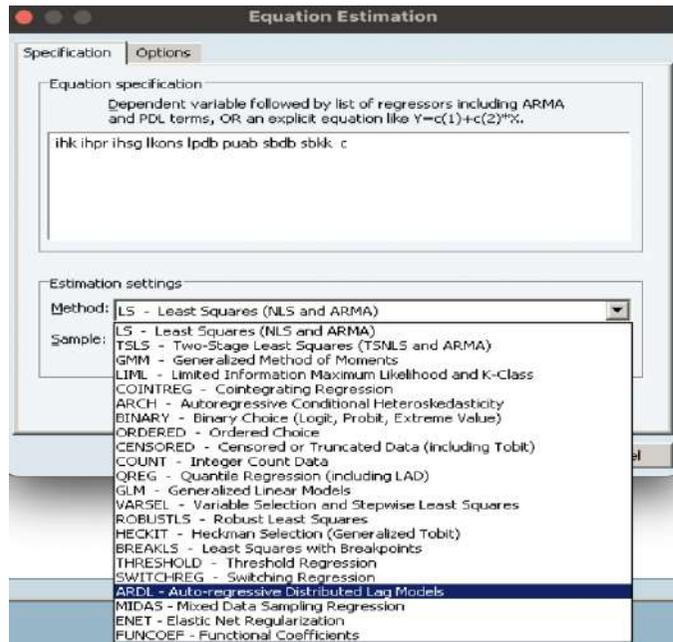 Equation Estimation
Specification Options
Equation specification
Dependent variable followed by list of regressors including ARMA
and PDL terms, OR an explicit equation like Y=c(1)+c(2)*X.
ihk ihpr ihsg lkons lpdb puab sbdb sbkk c
Estimation settings
Method: LS - Least Squares (NLS and ARMA)
Sample:
LS - Least Squares (NLS and ARMA)
TSLS - Two-Stage Least Squares (TSNLS and ARMA)
GMM - Generalized Method of Moments
LIML - Limited Information Maximum Likelihood and K-Class
COINTREG - Cointegrating Regression
ARCH - Autoregressive Conditional Heteroskedasticity
BINARY - Binary Choice (Logit, Probit, Extreme Value)
ORDERED - Ordered Choice
CENSORED - Censored or Truncated Data (including Tobit)
COUNT - Integer Count Data
QREG - Quantile Regression (including LAD)
GLM - Generalized Linear Models
VARSEL - Variable Selection and Stepwise Least Squares
ROBUSTLS - Robust Least Squares
HECKIT - Heckman Selection (Generalized Tobit)
BREAKLS - Least Squares with Breakpoints
THRESHOLD - Threshold Regression
SWITCHREG - Switching Regression
ARDL - Auto-regressive Distributed Lag Models
MIDAS - Mixed Data Sampling Regression
ENET - Elastic Net Regularization
FUNCOEF - Functional Coefficients